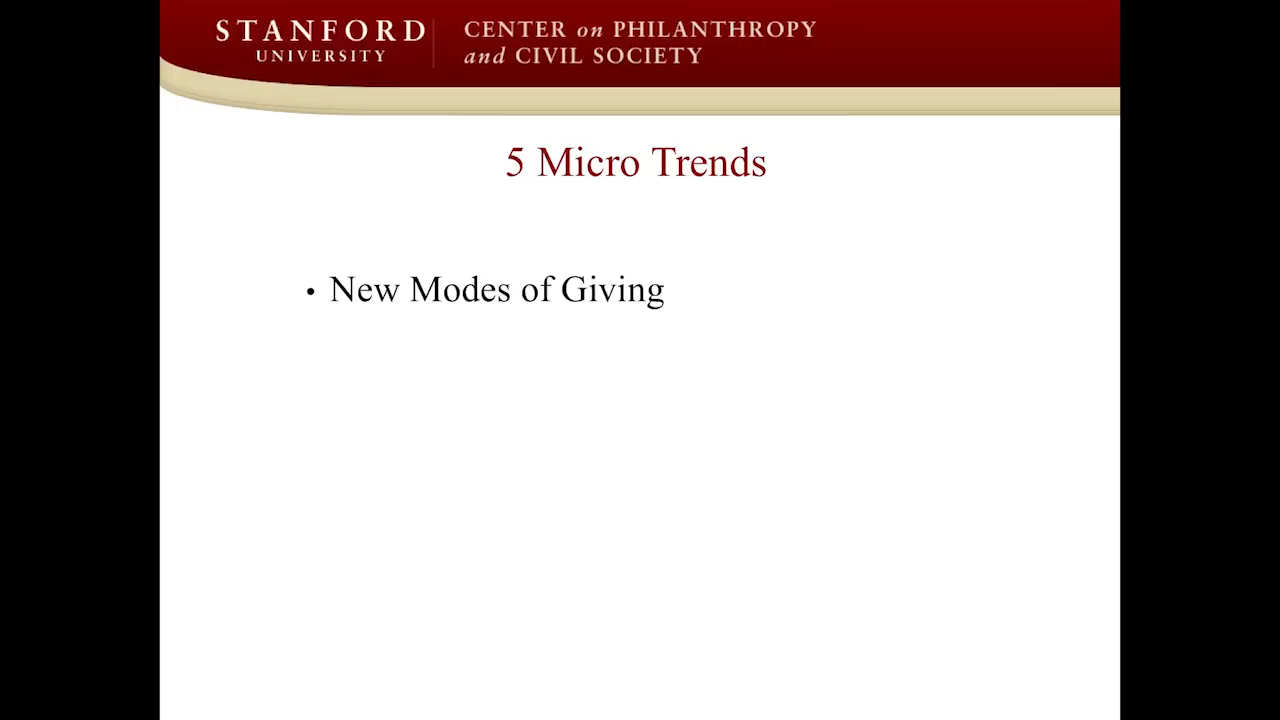 STANFORD
UNIVERSITY
CENTER on PHILANTHROPY
and CIVIL SOCIETY
5 Micro Trends
• New Modes of Giving